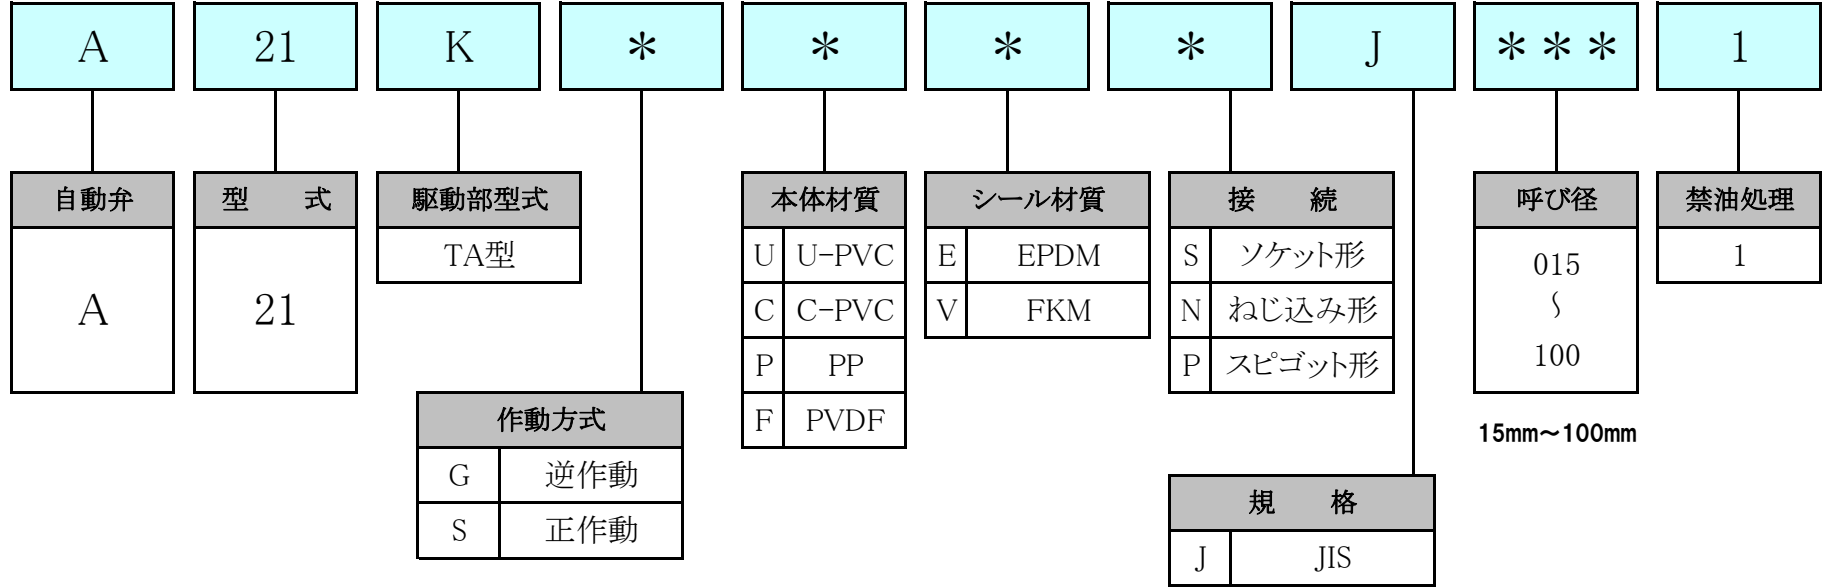 A 21 K * * * * J *** 1
自動弁 型 式 駆動部型式 本体材質 シール材質 接 続 呼び径 禁油処理
A 21 TA型 U U-PVC E EPDM S ソケット形 015 ～ 100 1
C C-PVC V FKM N ねじ込み形
P PP P スピゴット形
F PVDF
15mm～100mm
作動方式
G 逆作動
S 正作動
規 格
J JIS